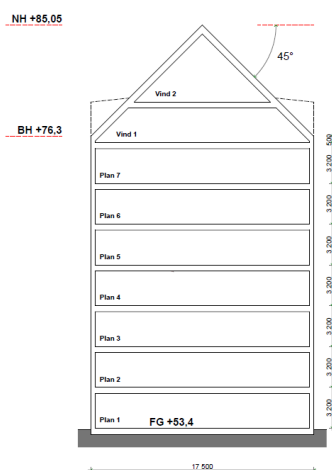 NH +85,05
45°
Vind 2
BH +76,3
Vind 1
500
3 200
Plan 7
3 200
Plan 6
3 200
Plan 5
3 200
Plan 4
3 200
Plan 3
3 200
Plan 2
3 200
Plan 1
FG +53,4
17 500